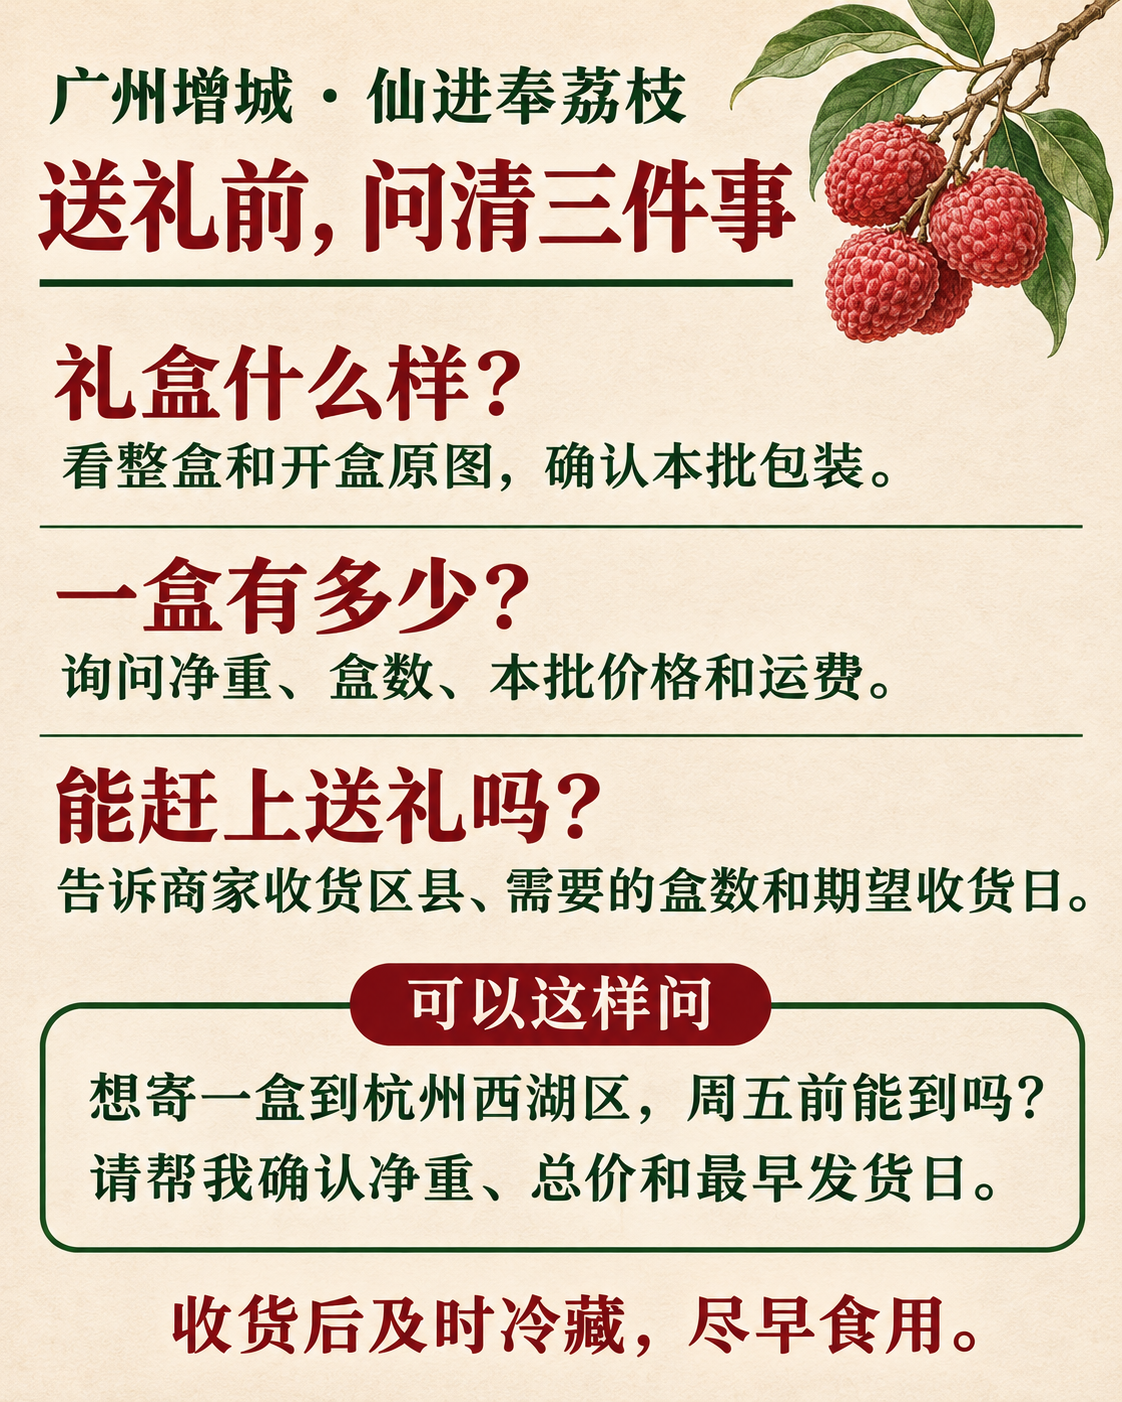 广州增城·仙进奉荔枝
送礼前，问清三件事
礼盒什么样？
看整盒和开盒原图，确认本批包装。
一盒有多少？
询问净重、盒数、本批价格和运费。
能赶上送礼吗？
告诉商家收货区县、需要的盒数和期望收货日。
可以这样问
想寄一盒到杭州西湖区，周五前能到吗？
请帮我确认净重、总价和最早发货日。
收货后及时冷藏，尽早食用。